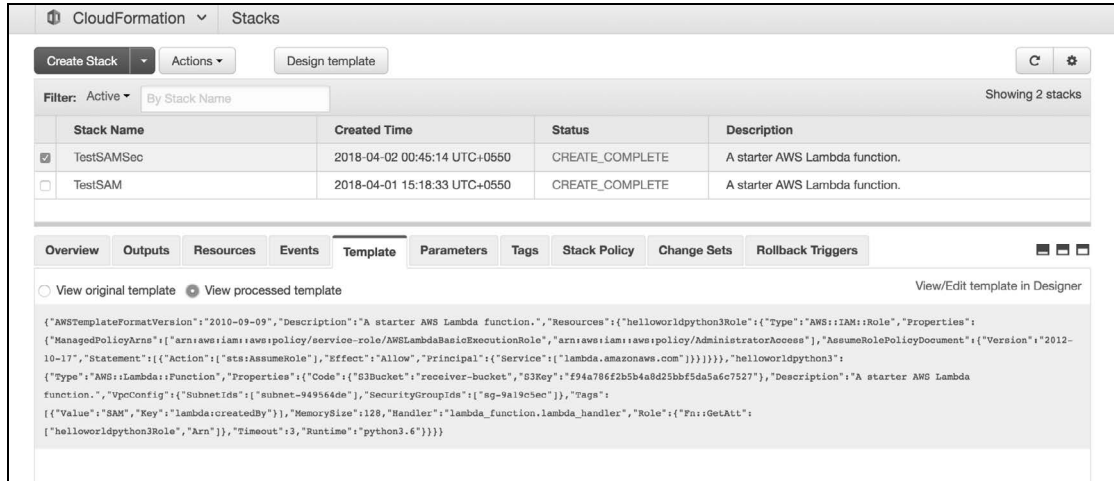 CloudFormation Stacks
Create Stack Actions Design template
Filter: Active By Stack Name Showing 2 stacks
Stack Name Created Time Status Description
TestSAMSec 2018-04-02 00:45:14 UTC+0550 CREATE_COMPLETE A starter AWS Lambda function.
TestSAM 2018-04-01 15:18:33 UTC+0550 CREATE_COMPLETE A starter AWS Lambda function.
Overview Outputs Resources Events Template Parameters Tags Stack Policy Change Sets Rollback Triggers
View original template View processed template View/Edit template in Designer
{"AWSTemplateFormatVersion":"2010-09-09","Description":"A starter AWS Lambda function.","Resources":{"helloworldpython3Role":{"Type":"AWS::IAM::Role","Properties":
{"ManagedPolicyArns":["arn:aws:iam::aws:policy/service-role/AWSLambdaBasicExecutionRole","arn:aws:iam::aws:policy/AdministratorAccess"],"AssumeRolePolicyDocument":{"Version":"2012-
10-17","Statement":[{"Action":["sts:AssumeRole"],"Effect":"Allow","Principal":{"Service":["lambda.amazonaws.com"]}}]}}},"helloworldpython3":
{"Type":"AWS::Lambda::Function","Properties":{"Code":{"S3Bucket":"receiver-bucket","S3Key":"f94a786f2b5b4a8d25bbf5da5a6c7527"},"Description":"A starter AWS Lambda
function.","VpcConfig":{"SubnetIds":["subnet-949564de"],"SecurityGroupIds":["sg-9a19c5ec"]},"Tags":
[{"Value":"SAM","Key":"lambda:createdBy"}],"MemorySize":128,"Handler":"lambda_function.lambda_handler","Role":{"Fn::GetAtt":
["helloworldpython3Role","Arn"]},"Timeout":3,"Runtime":"python3.6"}}}}